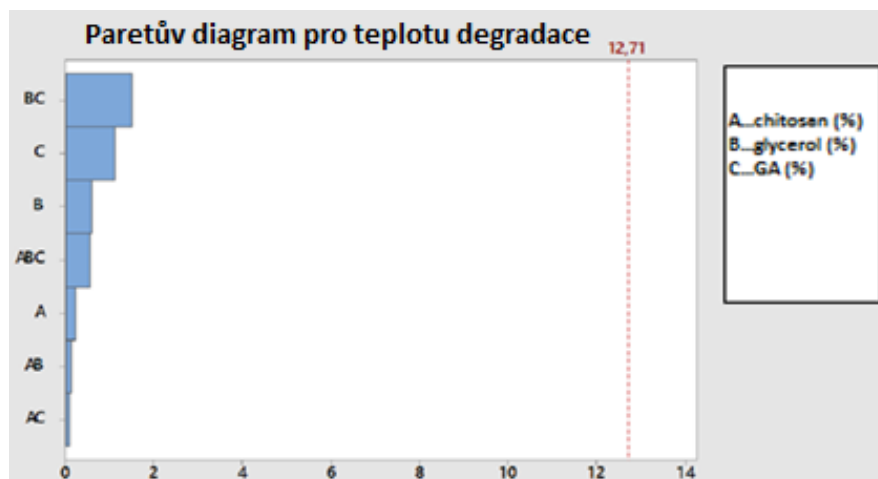 Paretův diagram pro teplotu degradace
12,71
BC
C
B
ABC
A
AB
AC
0 2 4 6 8 10 12 14
A...chitosan (%)
B...glycerol (%)
C...GA (%)